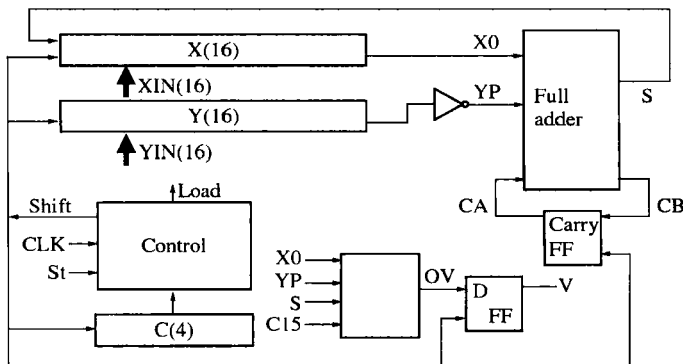 X(16)
X0
XIN(16)
Y(16)
YP
YIN(16)
Full
adder
S
Load
Shift
CLK
St
Control
CA
CB
Carry
FF
X0
YP
S
C15
OV
D
FF
V
C(4)